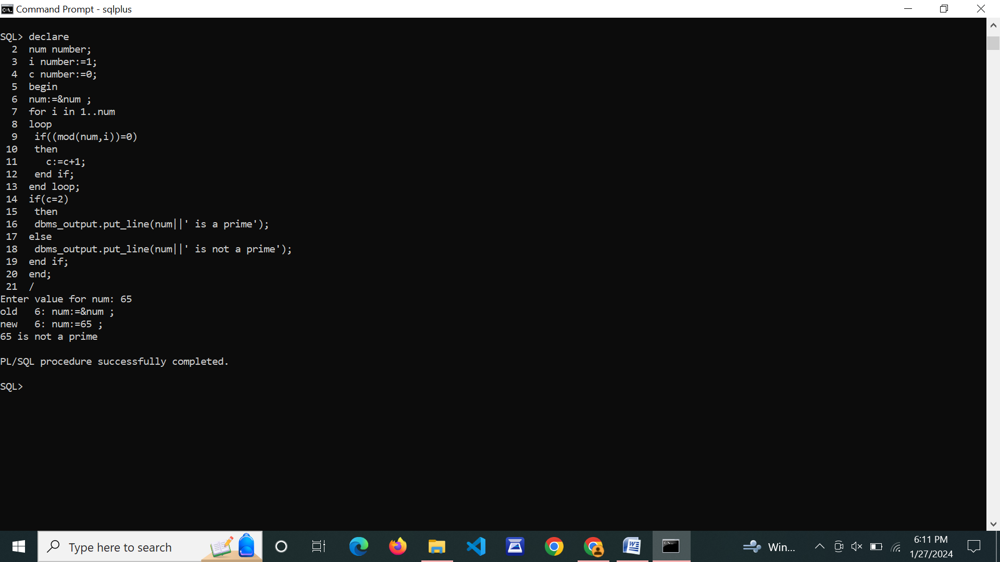 Command Prompt - sqlplus
SQL> declare
  2  num number;
  3  i number:=1;
  4  c number:=0;
  5  begin
  6  num:=&num ;
  7  for i in 1..num
  8  loop
  9   if((mod(num,i))=0)
 10   then
 11     c:=c+1;
 12   end if;
 13  end loop;
 14  if(c=2)
 15   then
 16   dbms_output.put_line(num||' is a prime');
 17  else
 18   dbms_output.put_line(num||' is not a prime');
 19  end if;
 20  end;
 21  /
Enter value for num: 65
old   6: num:=&num ;
new   6: num:=65 ;
65 is not a prime
PL/SQL procedure successfully completed.
SQL>
Type here to search
Win...
6:11 PM
1/27/2024